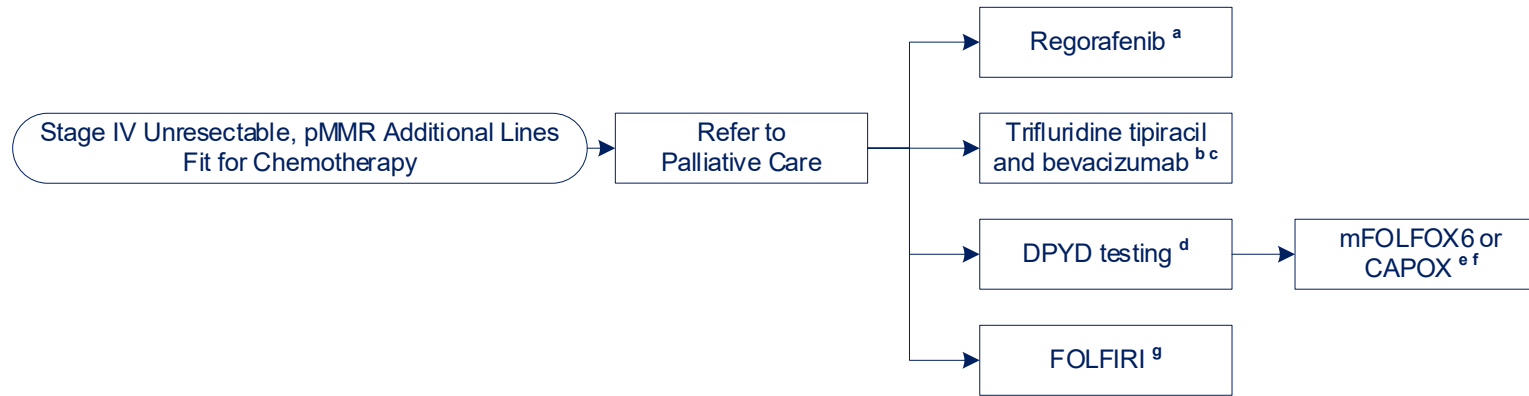 Stage IV Unresectable, pMMR Additional Lines
Fit for Chemotherapy
Refer to
Palliative Care
Regorafenib a
Trifluridine tipiracil
and bevacizumab b c
DPYD testing d
mFOLFOX6 or
CAPOX e f
FOLFIRI g